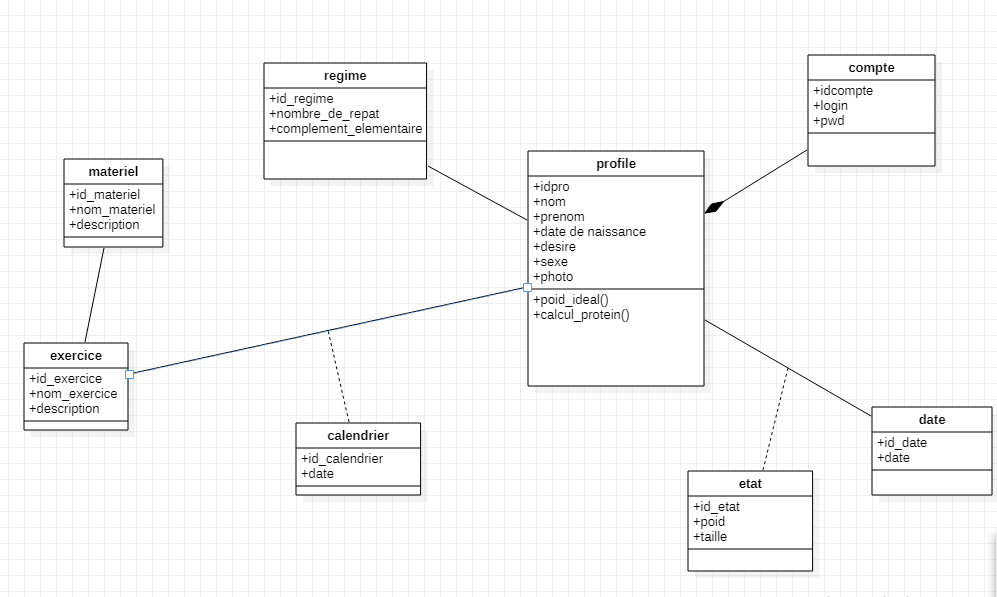 regime
+id_regime
+nombre_de_repat
+complement_elementaire
compte
+idcompte
+login
+pwd
materiel
+id_materiel
+nom_materiel
+description
profile
+idpro
+nom
+prenom
+date de naissance
+desire
+sexe
+photo
+poid_ideal()
+calcul_protein()
exercice
+id_exercice
+nom_exercice
+description
calendrier
+id_calendrier
+date
date
+id_date
+date
etat
+id_etat
+poid
+taille